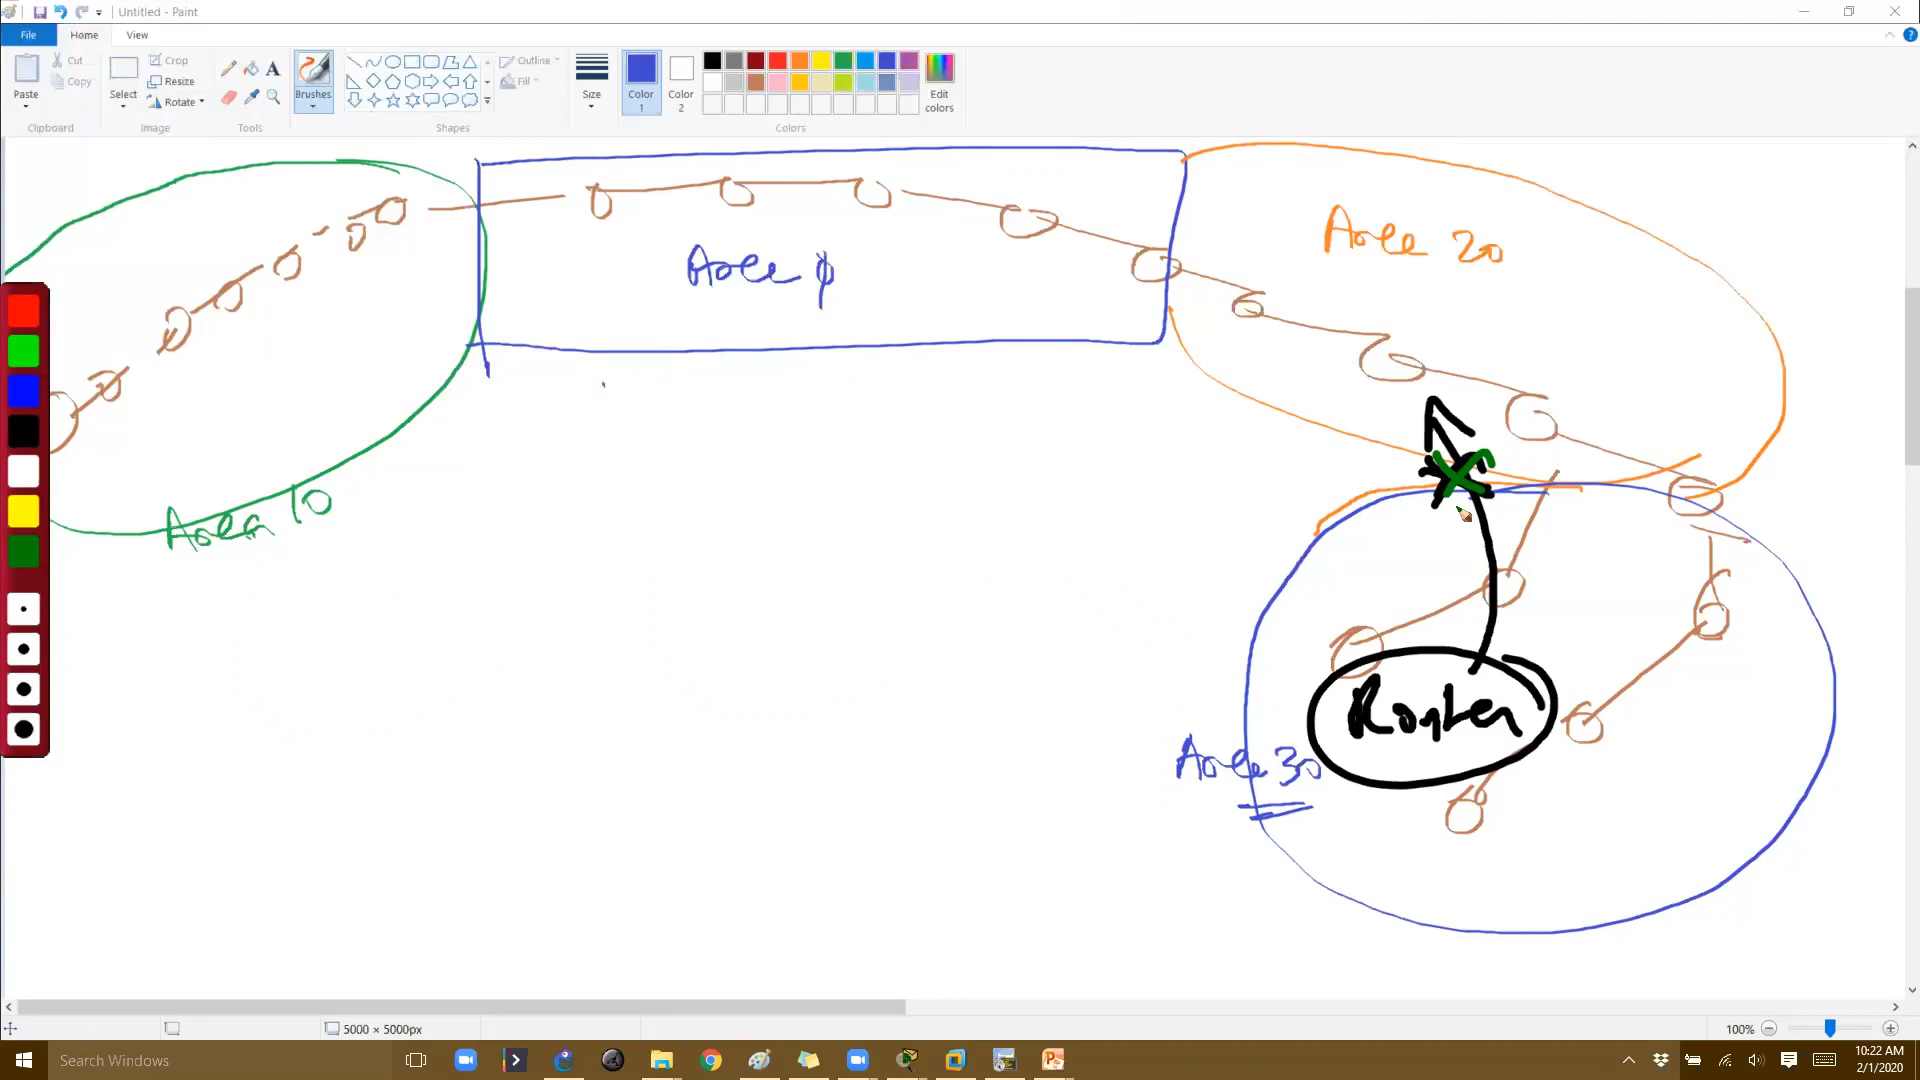 Untitled - Paint
File
Home
View
Paste
Cut
Copy
Clipboard
Select
Crop
Resize
Rotate
Image
Tools
Brushes
Shapes
Outline
Fill
Size
Color
1
Color
2
Edit
colors
Colors
Area 20
Area 0
Area 10
Router
Area 30
5000 × 5000px
100%
Search Windows
10:22 AM
2/1/2020